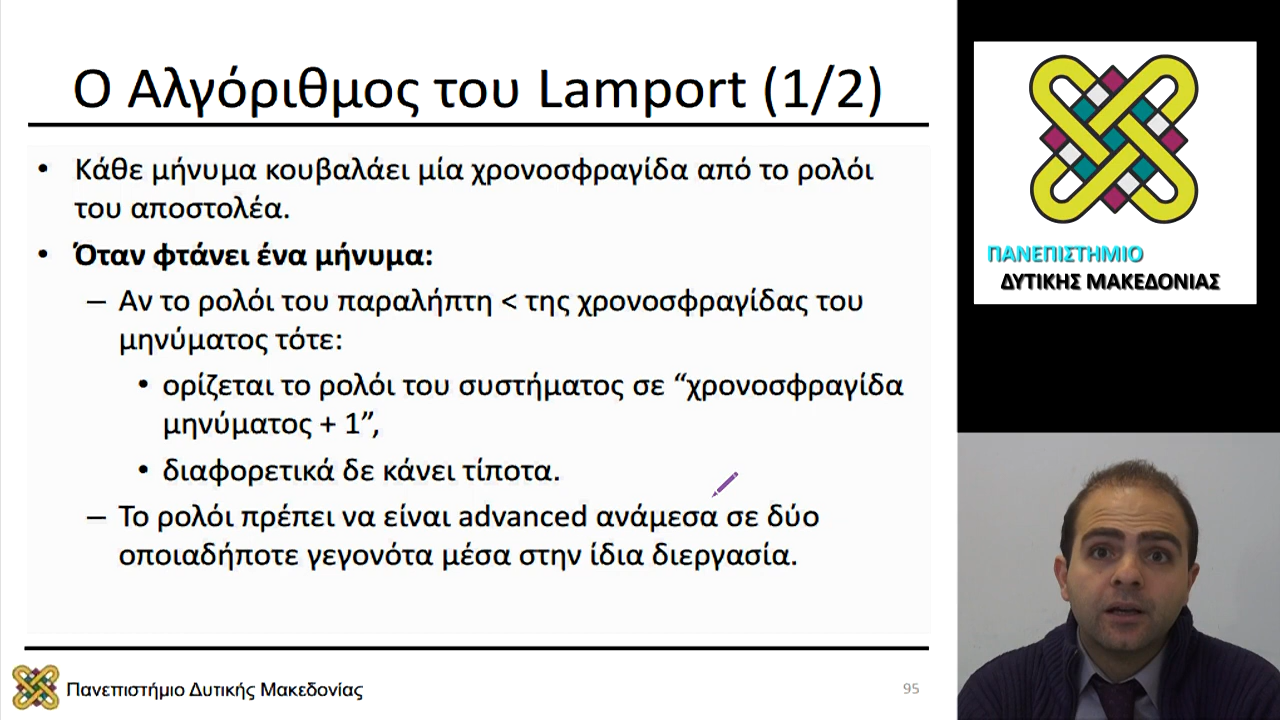 Ο Αλγόριθμος του Lamport (1/2)
• Κάθε μήνυμα κουβαλάει μία χρονοσφραγίδα από το ρολόι
του αποστολέα.
• Όταν φτάνει ένα μήνυμα:
– Αν το ρολόι του παραλήπτη < της χρονοσφραγίδας του
μηνύματος τότε:
• ορίζεται το ρολόι του συστήματος σε “χρονοσφραγίδα
μηνύματος + 1”,
• διαφορετικά δε κάνει τίποτα.
– Το ρολόι πρέπει να είναι advanced ανάμεσα σε δύο
οποιαδήποτε γεγονότα μέσα στην ίδια διεργασία.
Πανεπιστήμιο Δυτικής Μακεδονίας
95
ΠΑΝΕΠΙΣΤΗΜΙΟ
ΔΥΤΙΚΗΣ ΜΑΚΕΔΟΝΙΑΣ